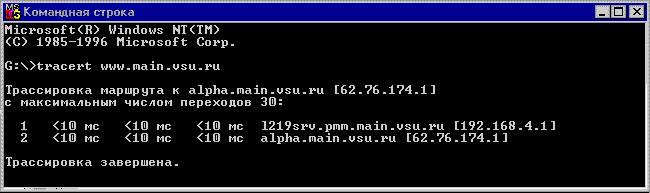 Командная строка
Microsoft(R) Windows NT(TM)
(C) 1985-1996 Microsoft Corp.
G:\>tracert www.main.vsu.ru
Трассировка маршрута к alpha.main.vsu.ru [62.76.174.1]
с максимальным числом переходов 30:
1 <10 мс <10 мс <10 мс l219srv.pmm.main.vsu.ru [192.168.4.1]
2 <10 мс <10 мс <10 мс alpha.main.vsu.ru [62.76.174.1]
Трассировка завершена.